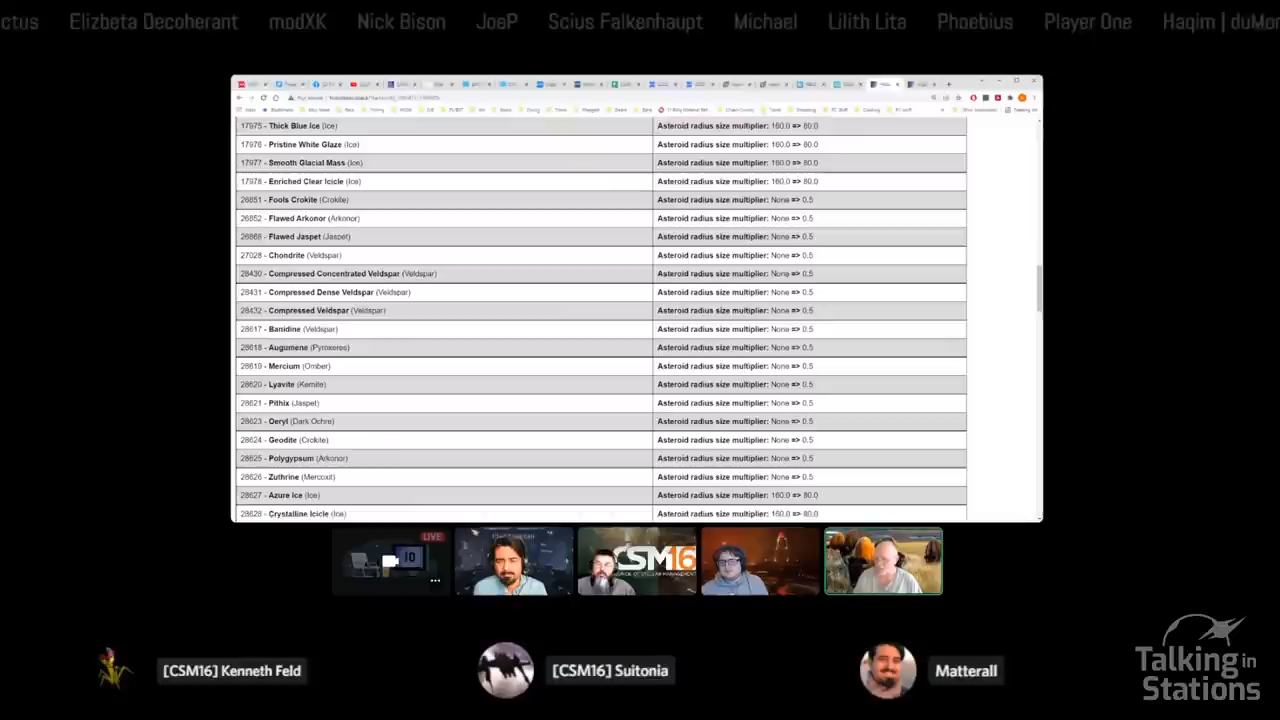 ctus Elizbeta Decoherant modXK Nick Bison JoeP Scius Falkenhaupt Michael Lilith Lita Phoebius Player One Haqim | duMo
17975 - Thick Blue Ice (Ice) Asteroid radius size multiplier: 160.0 => 80.0
17976 - Pristine White Glaze (Ice) Asteroid radius size multiplier: 160.0 => 80.0
17977 - Smooth Glacial Mass (Ice) Asteroid radius size multiplier: 160.0 => 80.0
17978 - Enriched Clear Icicle (Ice) Asteroid radius size multiplier: 160.0 => 80.0
26851 - Fools Crokite (Crokite) Asteroid radius size multiplier: None => 0.5
26852 - Flawed Arkonor (Arkonor) Asteroid radius size multiplier: None => 0.5
26868 - Flawed Jaspet (Jaspet) Asteroid radius size multiplier: None => 0.5
27028 - Chondrite (Veldspar) Asteroid radius size multiplier: None => 0.5
28430 - Compressed Concentrated Veldspar (Veldspar) Asteroid radius size multiplier: None => 0.5
28431 - Compressed Dense Veldspar (Veldspar) Asteroid radius size multiplier: None => 0.5
28432 - Compressed Veldspar (Veldspar) Asteroid radius size multiplier: None => 0.5
28617 - Banidine (Veldspar) Asteroid radius size multiplier: None => 0.5
28618 - Augumene (Pyroxeres) Asteroid radius size multiplier: None => 0.5
28619 - Mercium (Omber) Asteroid radius size multiplier: None => 0.5
28620 - Lyavite (Kernite) Asteroid radius size multiplier: None => 0.5
28621 - Pithix (Jaspet) Asteroid radius size multiplier: None => 0.5
28623 - Oeryl (Dark Ochre) Asteroid radius size multiplier: None => 0.5
28624 - Geodite (Crokite) Asteroid radius size multiplier: None => 0.5
28625 - Polygypsum (Arkonor) Asteroid radius size multiplier: None => 0.5
28626 - Zuthrine (Mercoxit) Asteroid radius size multiplier: None => 0.5
28627 - Azure Ice (Ice) Asteroid radius size multiplier: 160.0 => 80.0
28628 - Crystalline Icicle (Ice) Asteroid radius size multiplier: 160.0 => 80.0
LIVE
CSM16
[CSM16] Kenneth Feld
[CSM16] Suitonia
Matterall
Talking in
Stations